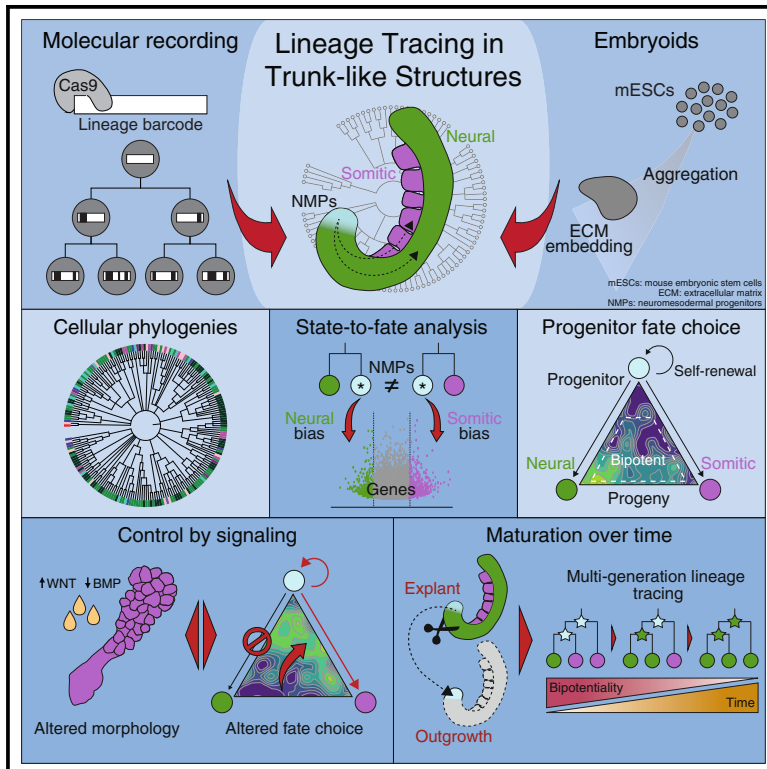 Molecular recording
Cas9
Lineage barcode
Lineage Tracing in
Trunk-like Structures
Neural
Somitic
NMPs
Embryoids
mESCs
Aggregation
ECM
embedding
mESCs: mouse embryonic stem cells
ECM: extracellular matrix
NMPs: neuromesodermal progenitors
Cellular phylogenies
State-to-fate analysis
NMPs
* ≠ *
Neural
bias
Somitic
bias
Genes
Progenitor fate choice
Progenitor
Self-renewal
Bipotent
Neural
Somitic
Progeny
Control by signaling
↑WNT ↓BMP
Altered morphology
Altered fate choice
Maturation over time
Explant
Outgrowth
Multi-generation lineage
tracing
Bipotentiality
Time